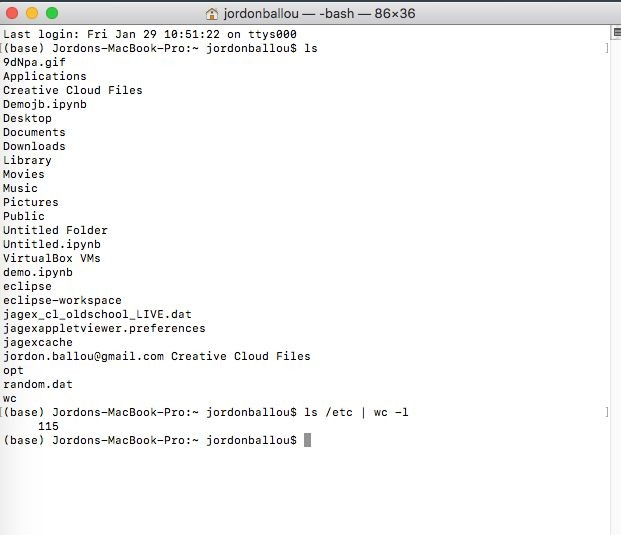 jordonballou — -bash — 86×36
Last login: Fri Jan 29 10:51:22 on ttys000
[(base) Jordons-MacBook-Pro:~ jordonballou$ ls ]
9dNpa.gif
Applications
Creative Cloud Files
Demojb.ipynb
Desktop
Documents
Downloads
Library
Movies
Music
Pictures
Public
Untitled Folder
Untitled.ipynb
VirtualBox VMs
demo.ipynb
eclipse
eclipse-workspace
jagex_cl_oldschool_LIVE.dat
jagexappletviewer.preferences
jagexcache
jordon.ballou@gmail.com Creative Cloud Files
opt
random.dat
wc
[(base) Jordons-MacBook-Pro:~ jordonballou$ ls /etc | wc -l ]
115
(base) Jordons-MacBook-Pro:~ jordonballou$